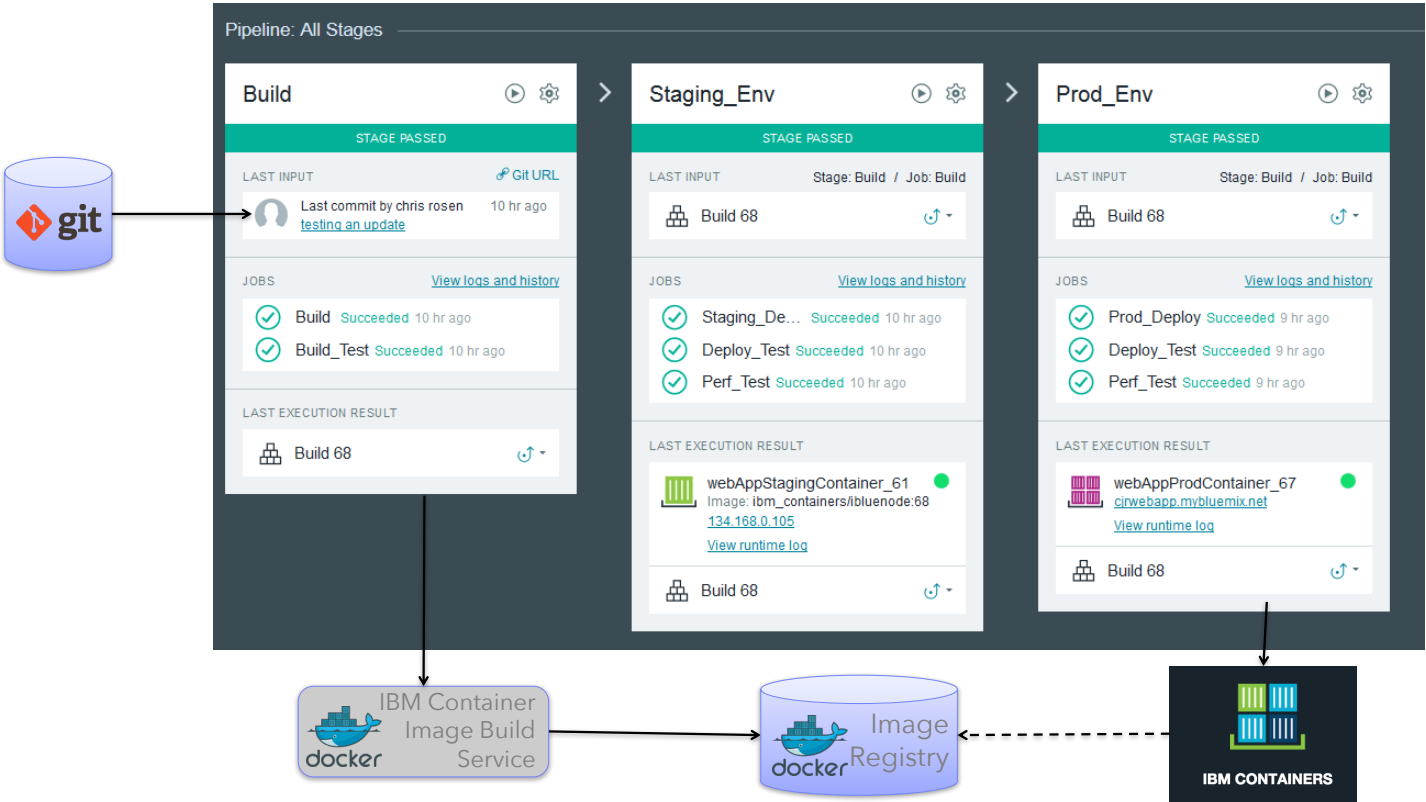 Pipeline: All Stages
Build
STAGE PASSED
LAST INPUT
Git URL
Last commit by chris rosen 10 hr ago
testing an update
JOBS
View logs and history
Build Succeeded 10 hr ago
Build_Test Succeeded 10 hr ago
LAST EXECUTION RESULT
Build 68
Staging_Env
STAGE PASSED
LAST INPUT
Stage: Build / Job: Build
Build 68
JOBS
View logs and history
Staging_De... Succeeded 10 hr ago
Deploy_Test Succeeded 10 hr ago
Perf_Test Succeeded 10 hr ago
LAST EXECUTION RESULT
webAppStagingContainer_61
Image: ibm_containers/ibluenode:68
134.168.0.105
View runtime log
Build 68
Prod_Env
STAGE PASSED
LAST INPUT
Stage: Build / Job: Build
Build 68
JOBS
View logs and history
Prod_Deploy Succeeded 9 hr ago
Deploy_Test Succeeded 9 hr ago
Perf_Test Succeeded 9 hr ago
LAST EXECUTION RESULT
webAppProdContainer_67
cjrwebapp.mybluemix.net
View runtime log
Build 68
git
IBM Container
Image Build
Service
docker
Image
Registry
docker
IBM CONTAINERS